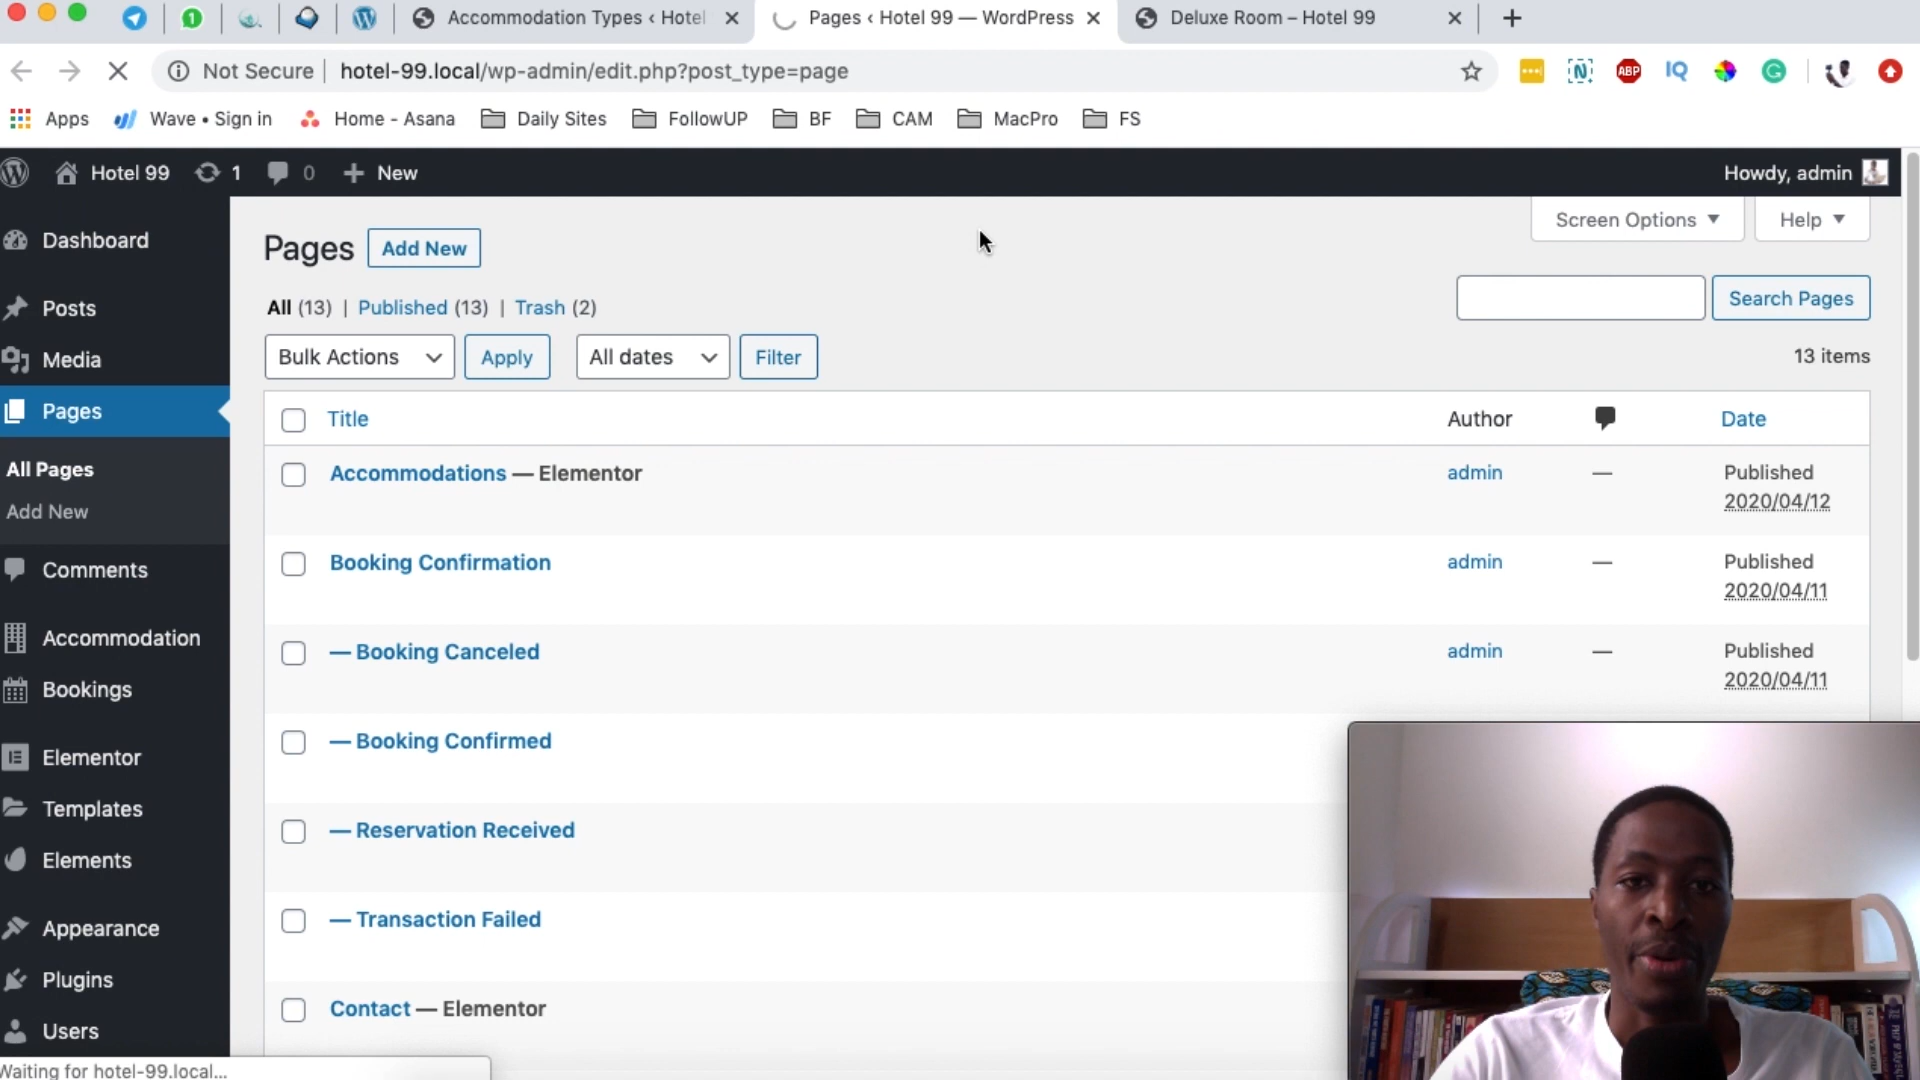 Accommodation Types ‹ Hotel
Pages ‹ Hotel 99 — WordPress
Deluxe Room – Hotel 99
Not Secure
hotel-99.local/wp-admin/edit.php?post_type=page
ABP
IQ
Apps
Wave • Sign in
Home - Asana
Daily Sites
FollowUP
BF
CAM
MacPro
FS
Hotel 99
1
0
New
Howdy, admin
Dashboard
Posts
Media
Pages
All Pages
Add New
Comments
Accommodation
Bookings
Elementor
Templates
Elements
Appearance
Plugins
Users
Waiting for hotel-99.local...
Screen Options
Help
Pages
Add New
All (13) | Published (13) | Trash (2)
Search Pages
Bulk Actions
Apply
All dates
Filter
13 items
Title
Author
Date
Accommodations — Elementor
admin
—
Published
2020/04/12
Booking Confirmation
admin
—
Published
2020/04/11
— Booking Canceled
admin
—
Published
2020/04/11
— Booking Confirmed
— Reservation Received
— Transaction Failed
Contact — Elementor